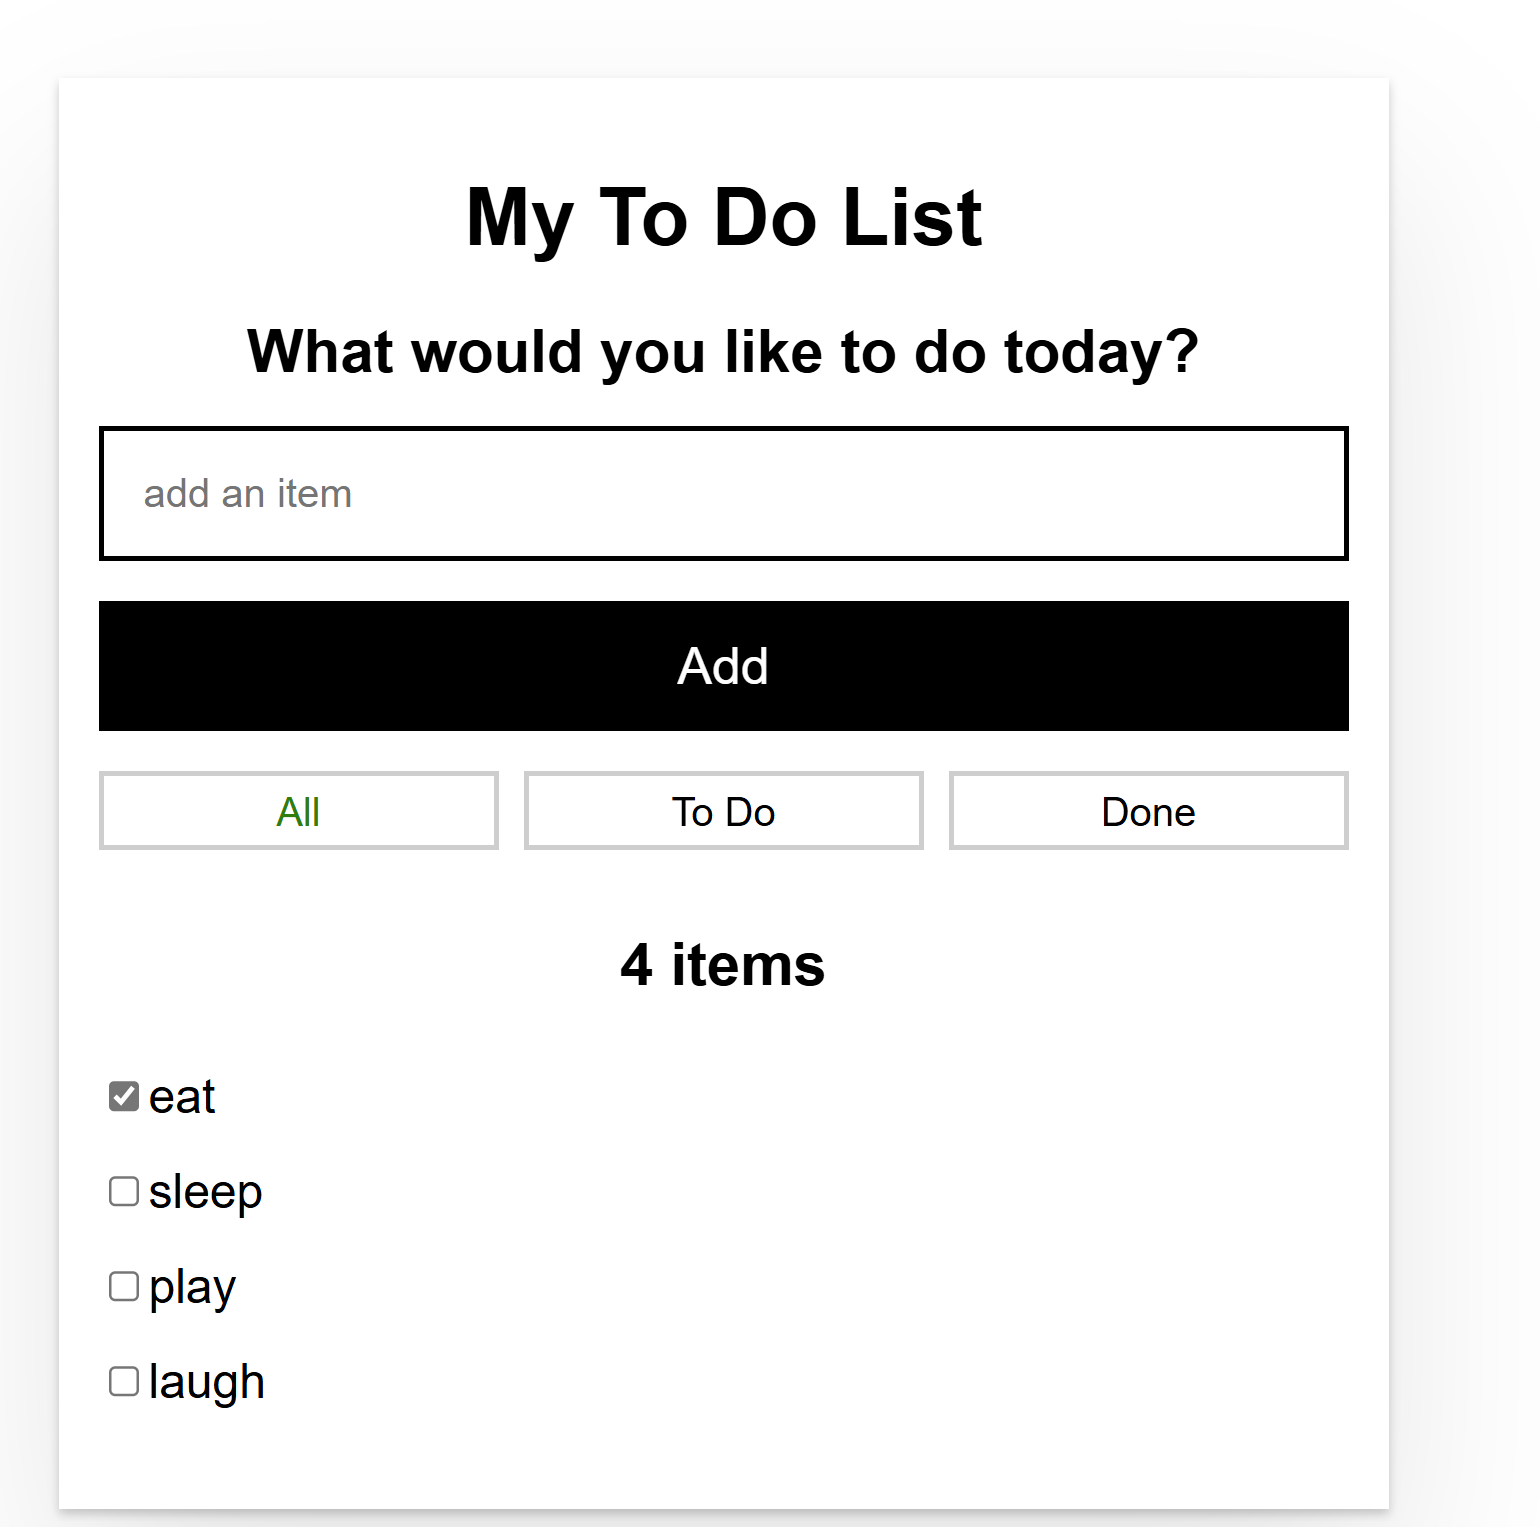 My To Do List
What would you like to do today?
add an item
Add
All To Do Done
4 items
eat
sleep
play
laugh